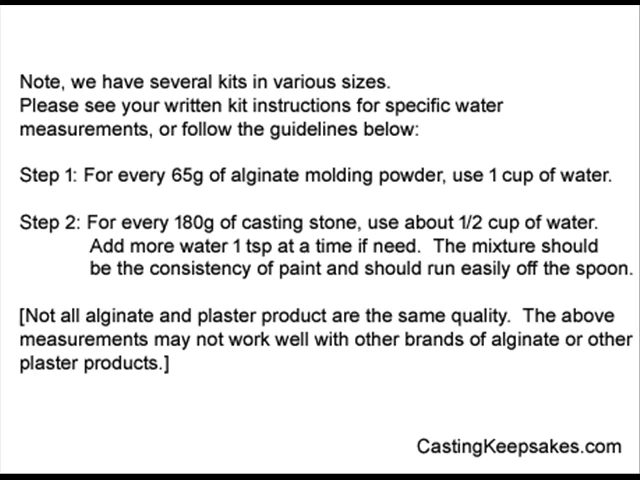 Note, we have several kits in various sizes.
Please see your written kit instructions for specific water
measurements, or follow the guidelines below:
Step 1: For every 65g of alginate molding powder, use 1 cup of water.
Step 2: For every 180g of casting stone, use about 1/2 cup of water.
Add more water 1 tsp at a time if need. The mixture should
be the consistency of paint and should run easily off the spoon.
[Not all alginate and plaster product are the same quality. The above
measurements may not work well with other brands of alginate or other
plaster products.]
CastingKeepsakes.com